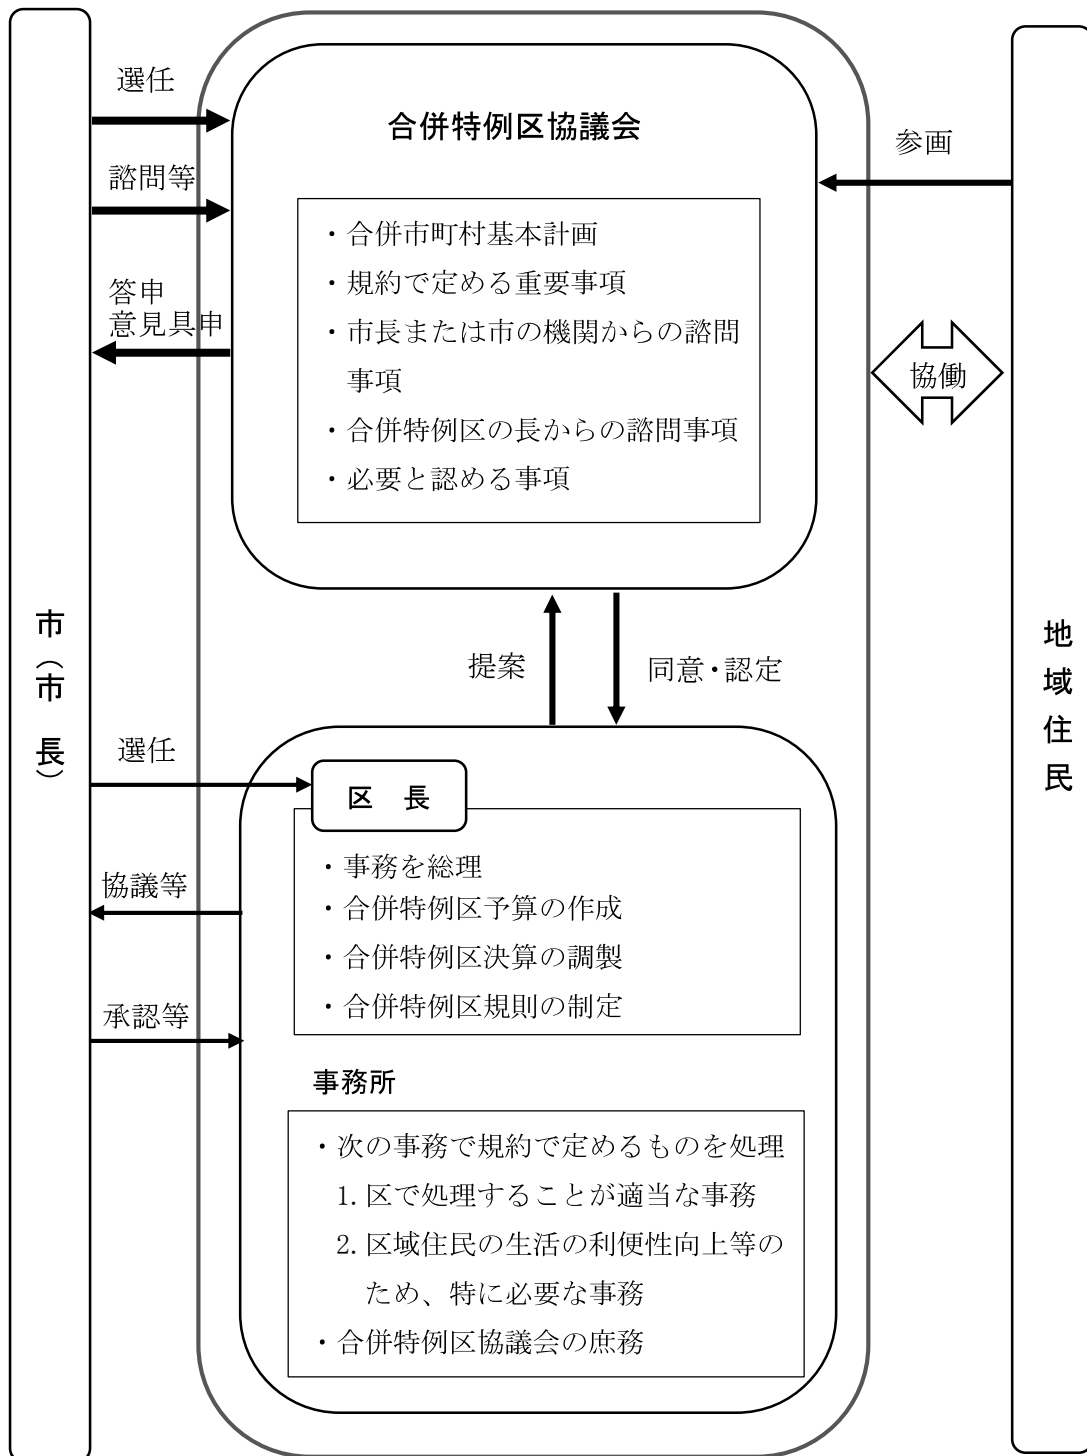 選任
諮問等
答申
意見具申
合併特例区協議会
・合併市町村基本計画
・規約で定める重要事項
・市長または市の機関からの諮問
事項
・合併特例区の長からの諮問事項
・必要と認める事項
参画
協働
市（市長）
地域住民
提案
同意・認定
選任
区 長
・事務を総理
・合併特例区予算の作成
・合併特例区決算の調製
・合併特例区規則の制定
協議等
承認等
事務所
・次の事務で規約で定めるものを処理
1. 区で処理することが適当な事務
2. 区域住民の生活の利便性向上等の
ため、特に必要な事務
・合併特例区協議会の庶務